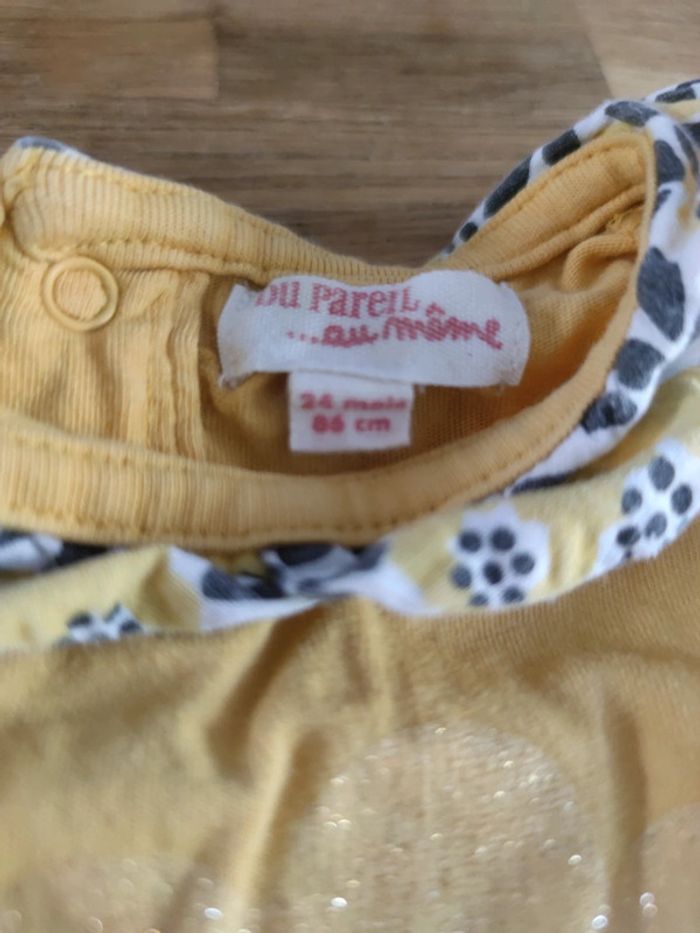 DU PAREIL
...au même
24 mois
86 cm